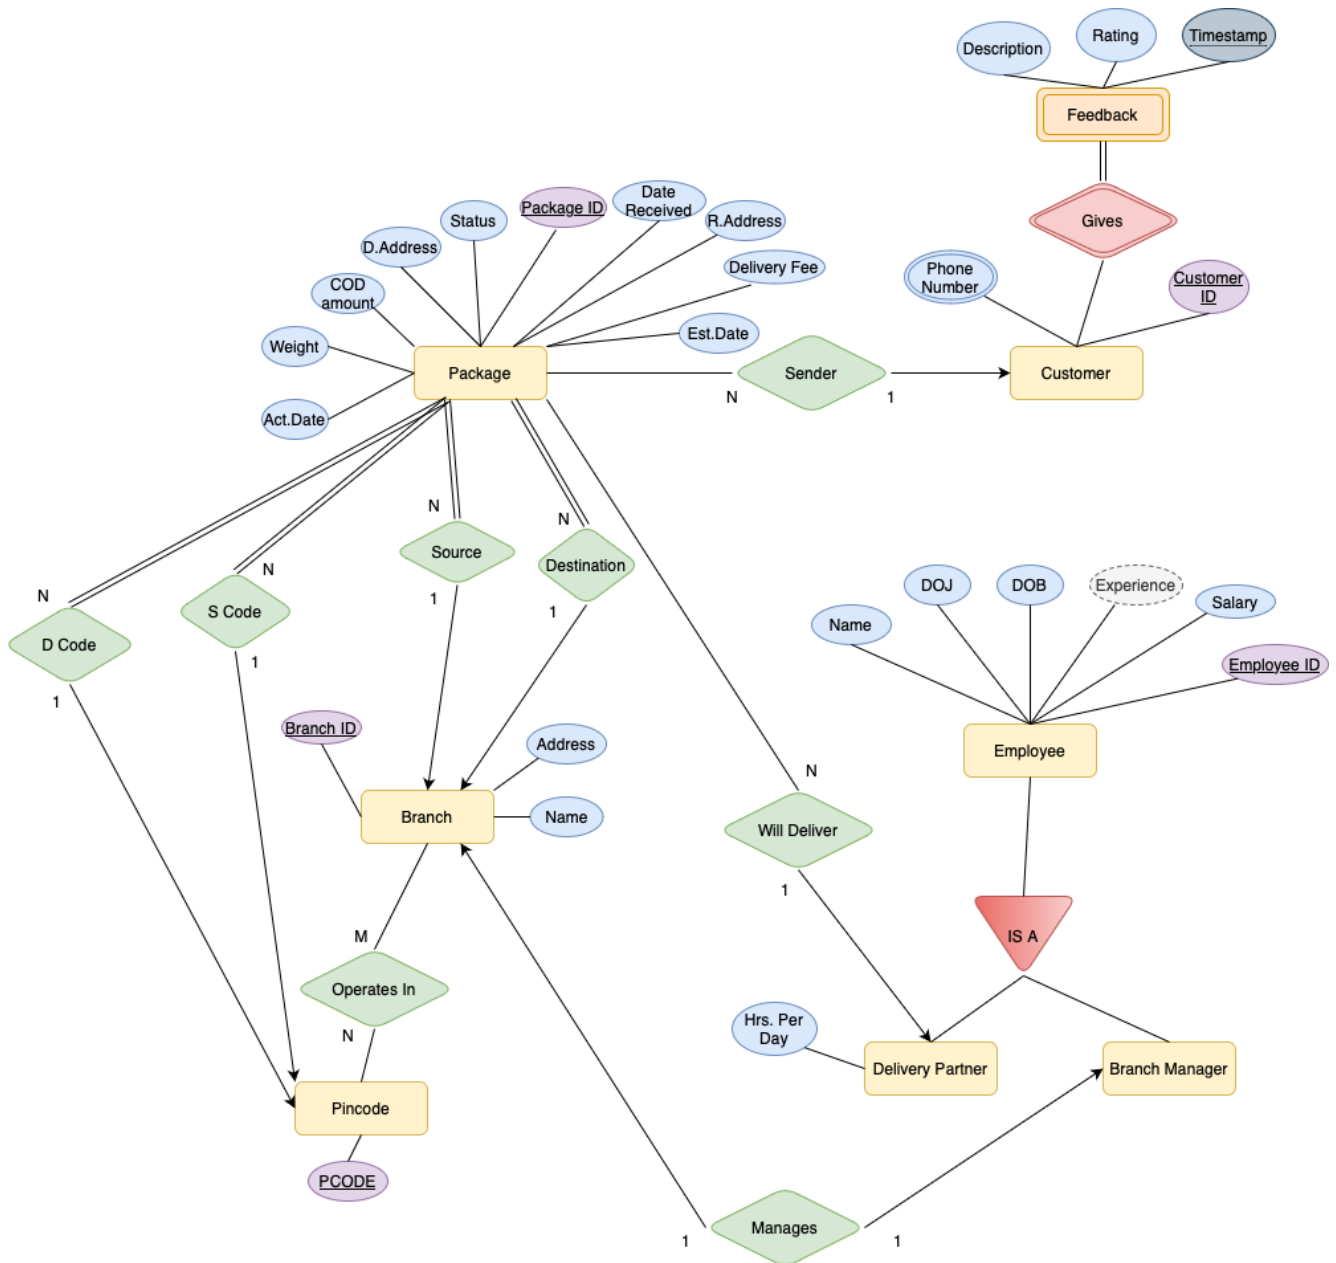 Description
Rating
Timestamp
Feedback
Gives
Package ID
Date
Received
Status
R.Address
D.Address
Delivery Fee
COD
amount
Est.Date
Weight
Act.Date
Package
N
Sender
1
Phone
Number
Customer
ID
Customer
N
N
N
N
Source
Destination
S Code
D Code
1
1
1
1
Name
DOJ
DOB
Experience
Salary
Employee ID
Employee
Branch ID
Address
Name
Branch
N
Will Deliver
1
M
Operates In
N
IS A
Hrs. Per
Day
Delivery Partner
Branch Manager
Pincode
PCODE
1
Manages
1